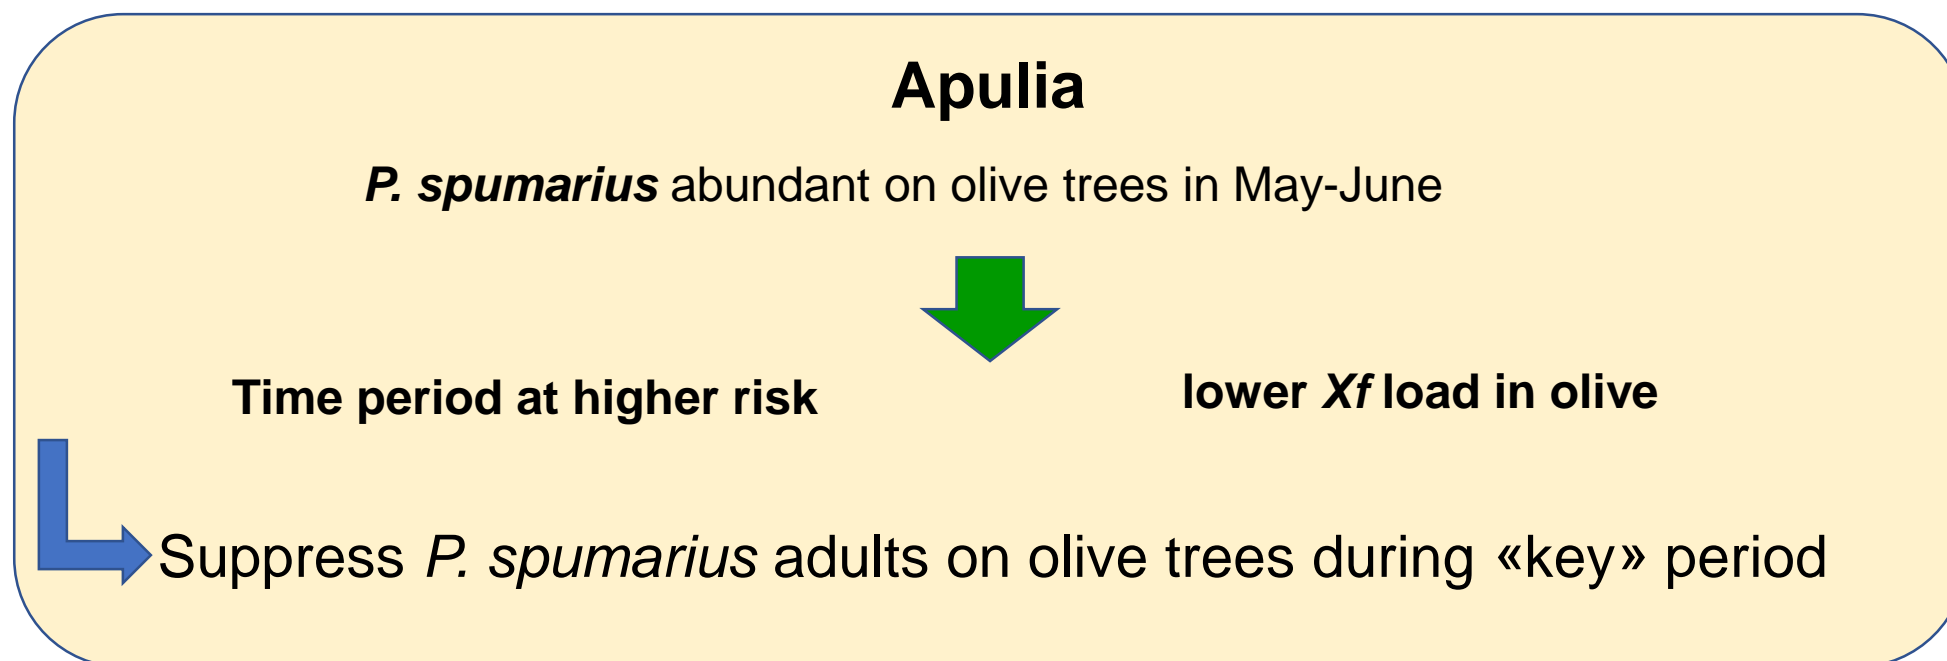 Apulia
P. spumarius abundant on olive trees in May-June
Time period at higher risk
lower Xf load in olive
Suppress P. spumarius adults on olive trees during «key» period